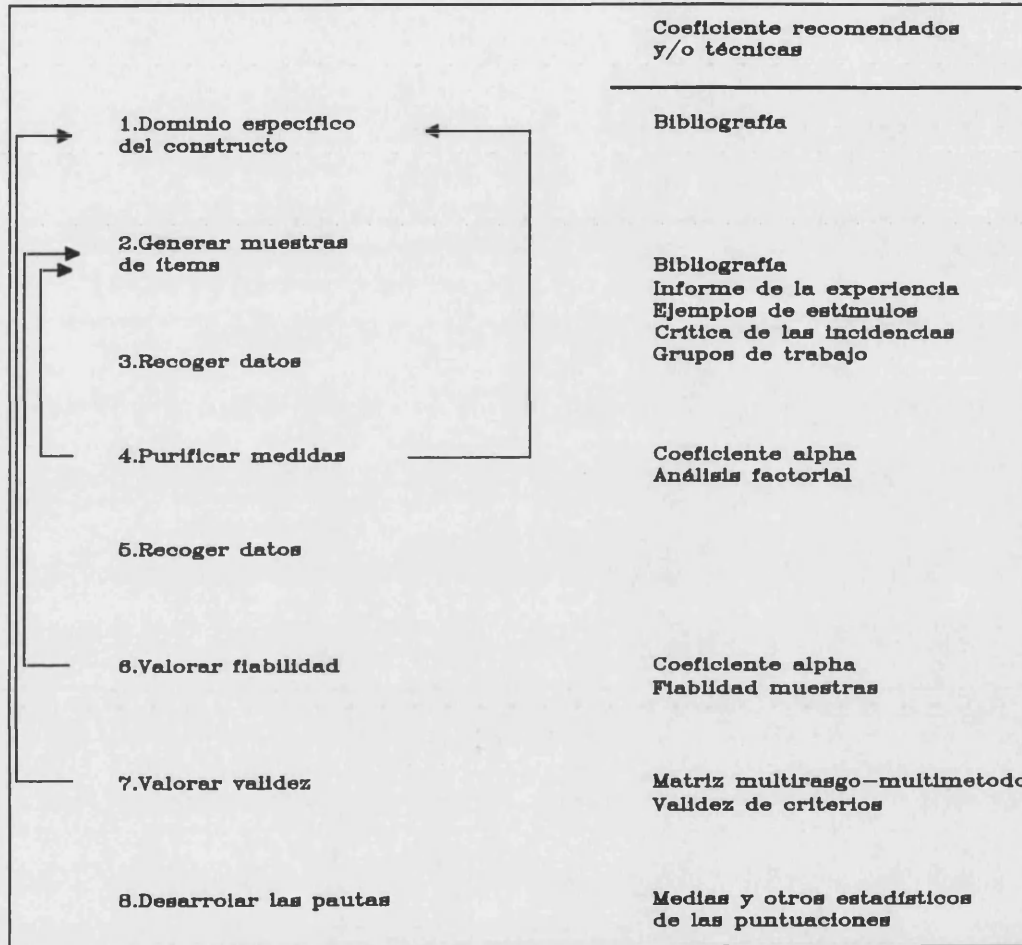 Coeficiente recomendados
y/o técnicas
1.Dominio específico
del constructo
Bibliografía
2.Generar muestras
de ítems
Bibliografía
Informe de la experiencia
Ejemplos de estímulos
Crítica de las incidencias
Grupos de trabajo
3.Recoger datos
4.Purificar medidas
Coeficiente alpha
Análisis factorial
5.Recoger datos
6.Valorar fiabilidad
Coeficiente alpha
Fiablidad muestras
7.Valorar validez
Matriz multirasgo-multimetodo
Validez de criterios
8.Desarrolar las pautas
Medias y otros estadísticos
de las puntuaciones